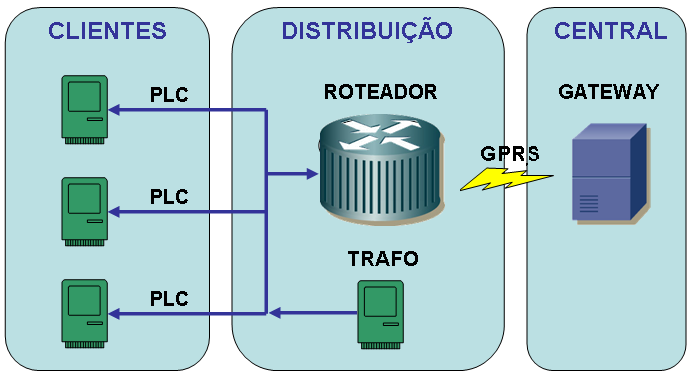 CLIENTES
DISTRIBUIÇÃO
CENTRAL
PLC
ROTEADOR
GATEWAY
GPRS
PLC
TRAFO
PLC